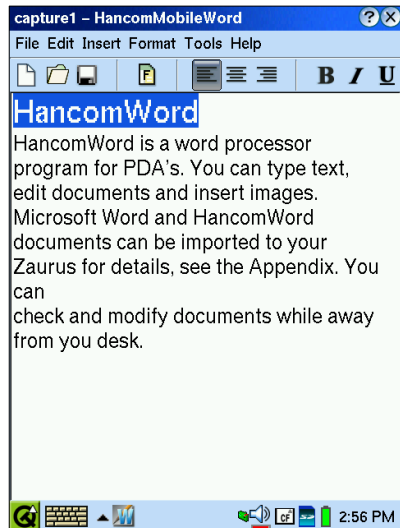 capture1 – HancomMobileWord
File Edit Insert Format Tools Help
F B I U
HancomWord
HancomWord is a word processor
program for PDA's. You can type text,
edit documents and insert images.
Microsoft Word and HancomWord
documents can be imported to your
Zaurus for details, see the Appendix. You
can
check and modify documents while away
from you desk.
CF 2:56 PM